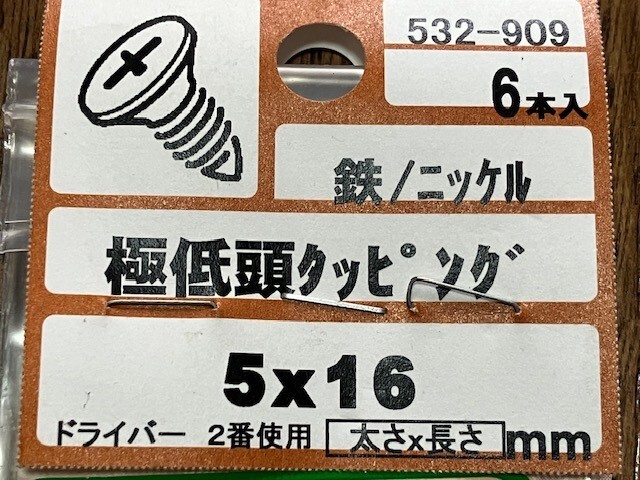 532-909
6本入
鉄/ニッケル
極低頭タッピング
5x16
ドライバー 2番使用 太さx長さ mm